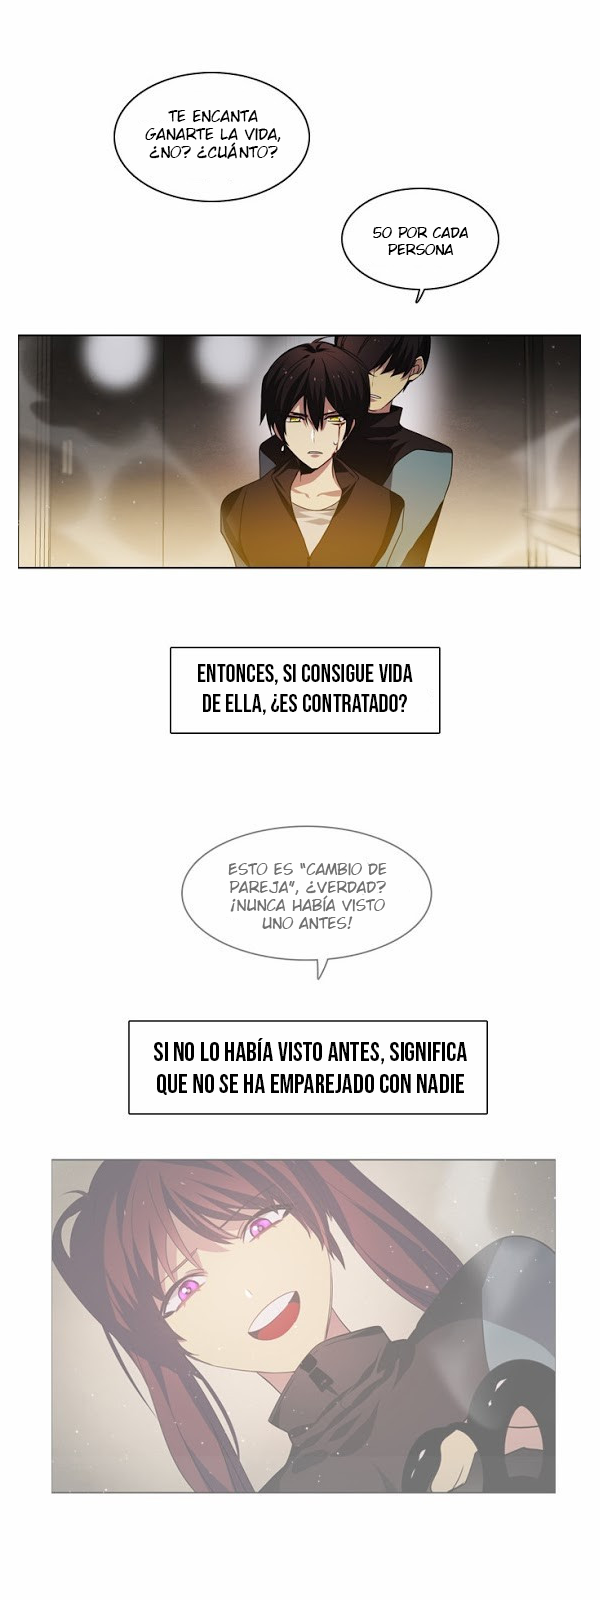 TE ENCANTA
GANARTE LA VIDA,
¿NO? ¿CUÁNTO?
50 POR CADA
PERSONA
ENTONCES, SI CONSIGUE VIDA
DE ELLA, ¿ES CONTRATADO?
ESTO ES "CAMBIO DE
PAREJA", ¿VERDAD?
¡NUNCA HABÍA VISTO
UNO ANTES!
SI NO LO HABÍA VISTO ANTES, SIGNIFICA
QUE NO SE HA EMPAREJADO CON NADIE